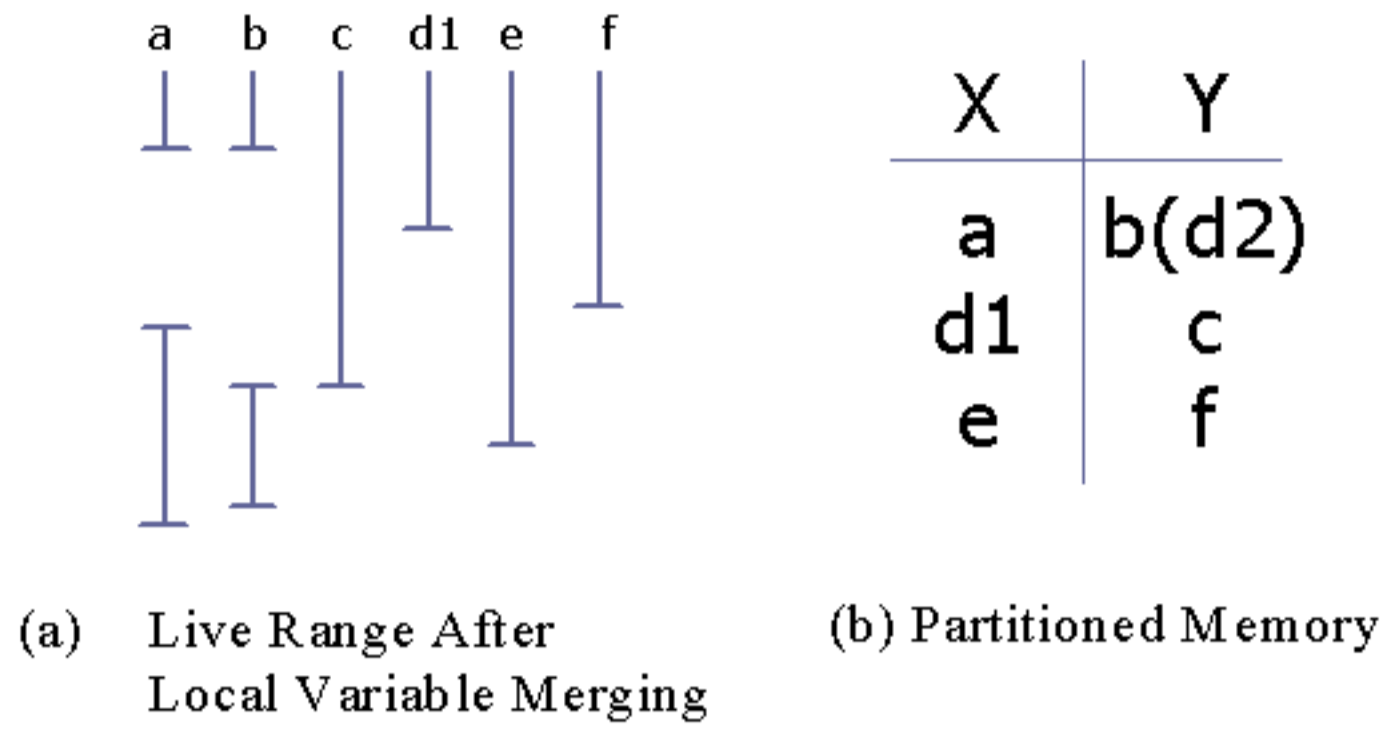 a b c d1 e f
X Y
a b(d2)
d1 c
e f
(a) Live Range After
Local Variable Merging
(b) Partitioned Memory